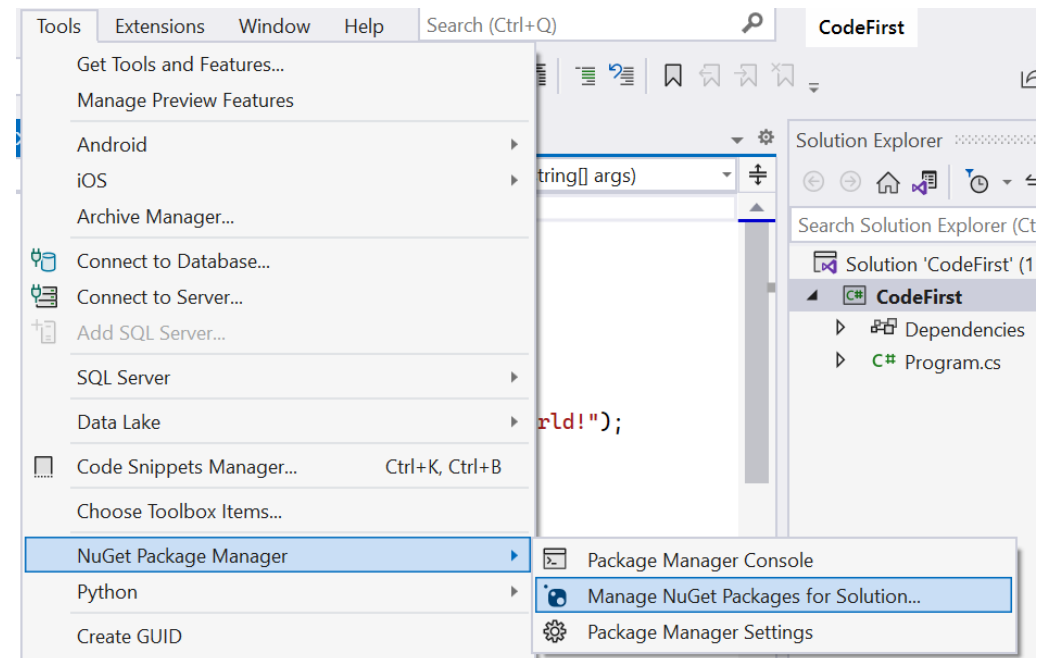 Tools Extensions Window Help Search (Ctrl+Q) CodeFirst
Get Tools and Features...
Manage Preview Features
Android
iOS
Archive Manager...
Connect to Database...
Connect to Server...
Add SQL Server...
SQL Server
Data Lake
Code Snippets Manager... Ctrl+K, Ctrl+B
Choose Toolbox Items...
NuGet Package Manager
Python
Create GUID
Package Manager Console
Manage NuGet Packages for Solution...
Package Manager Settings
tring[] args)
rld!");
Solution Explorer
Search Solution Explorer (Ct
Solution 'CodeFirst' (1
C# CodeFirst
Dependencies
C# Program.cs